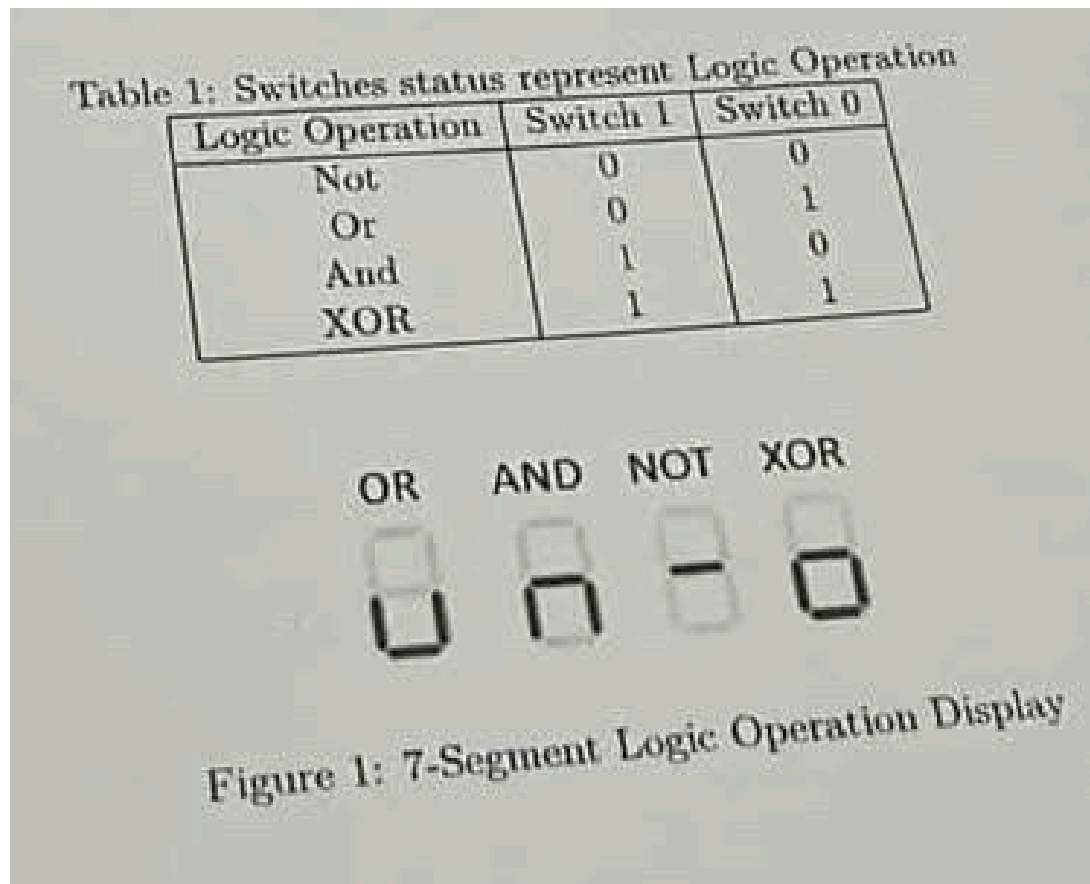 Table 1: Switches status represent Logic Operation
Logic Operation Switch 1 Switch 0
Not 0 0
Or 0 1
And 1 0
XOR 1 1
OR AND NOT XOR
Figure 1: 7-Segment Logic Operation Display